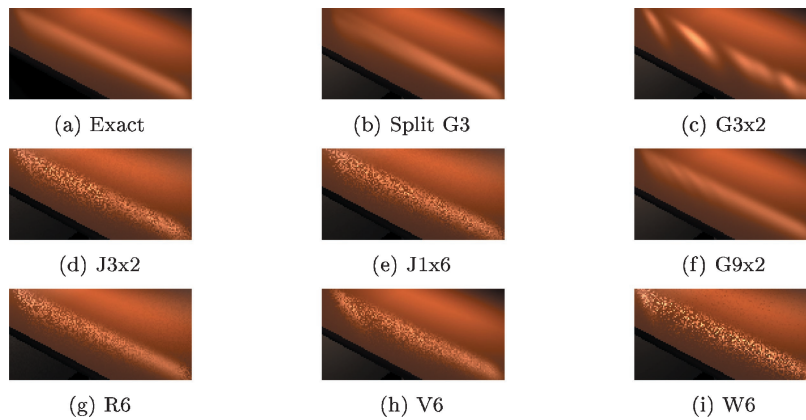 (a) Exact
(b) Split G3
(c) G3x2
(d) J3x2
(e) J1x6
(f) G9x2
(g) R6
(h) V6
(i) W6